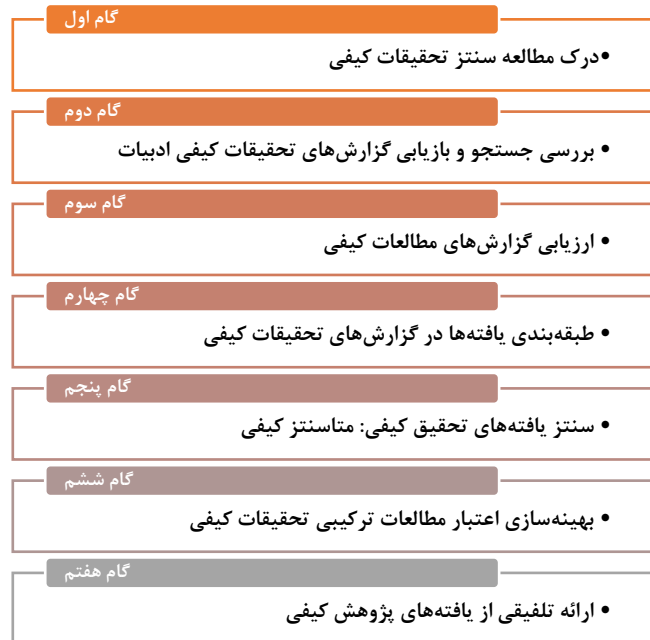 گام اول
•درک مطالعه سنتز تحقیقات کیفی
گام دوم
• بررسی جستجو و بازیابی گزارش‌های تحقیقات کیفی ادبیات
گام سوم
• ارزیابی گزارش‌های مطالعات کیفی
گام چهارم
• طبقه‌بندی یافته‌ها در گزارش‌های تحقیقات کیفی
گام پنجم
• سنتز یافته‌های تحقیق کیفی: متاسنتز کیفی
گام ششم
• بهینه‌سازی اعتبار مطالعات ترکیبی تحقیقات کیفی
گام هفتم
• ارائه تلفیقی از یافته‌های پژوهش کیفی